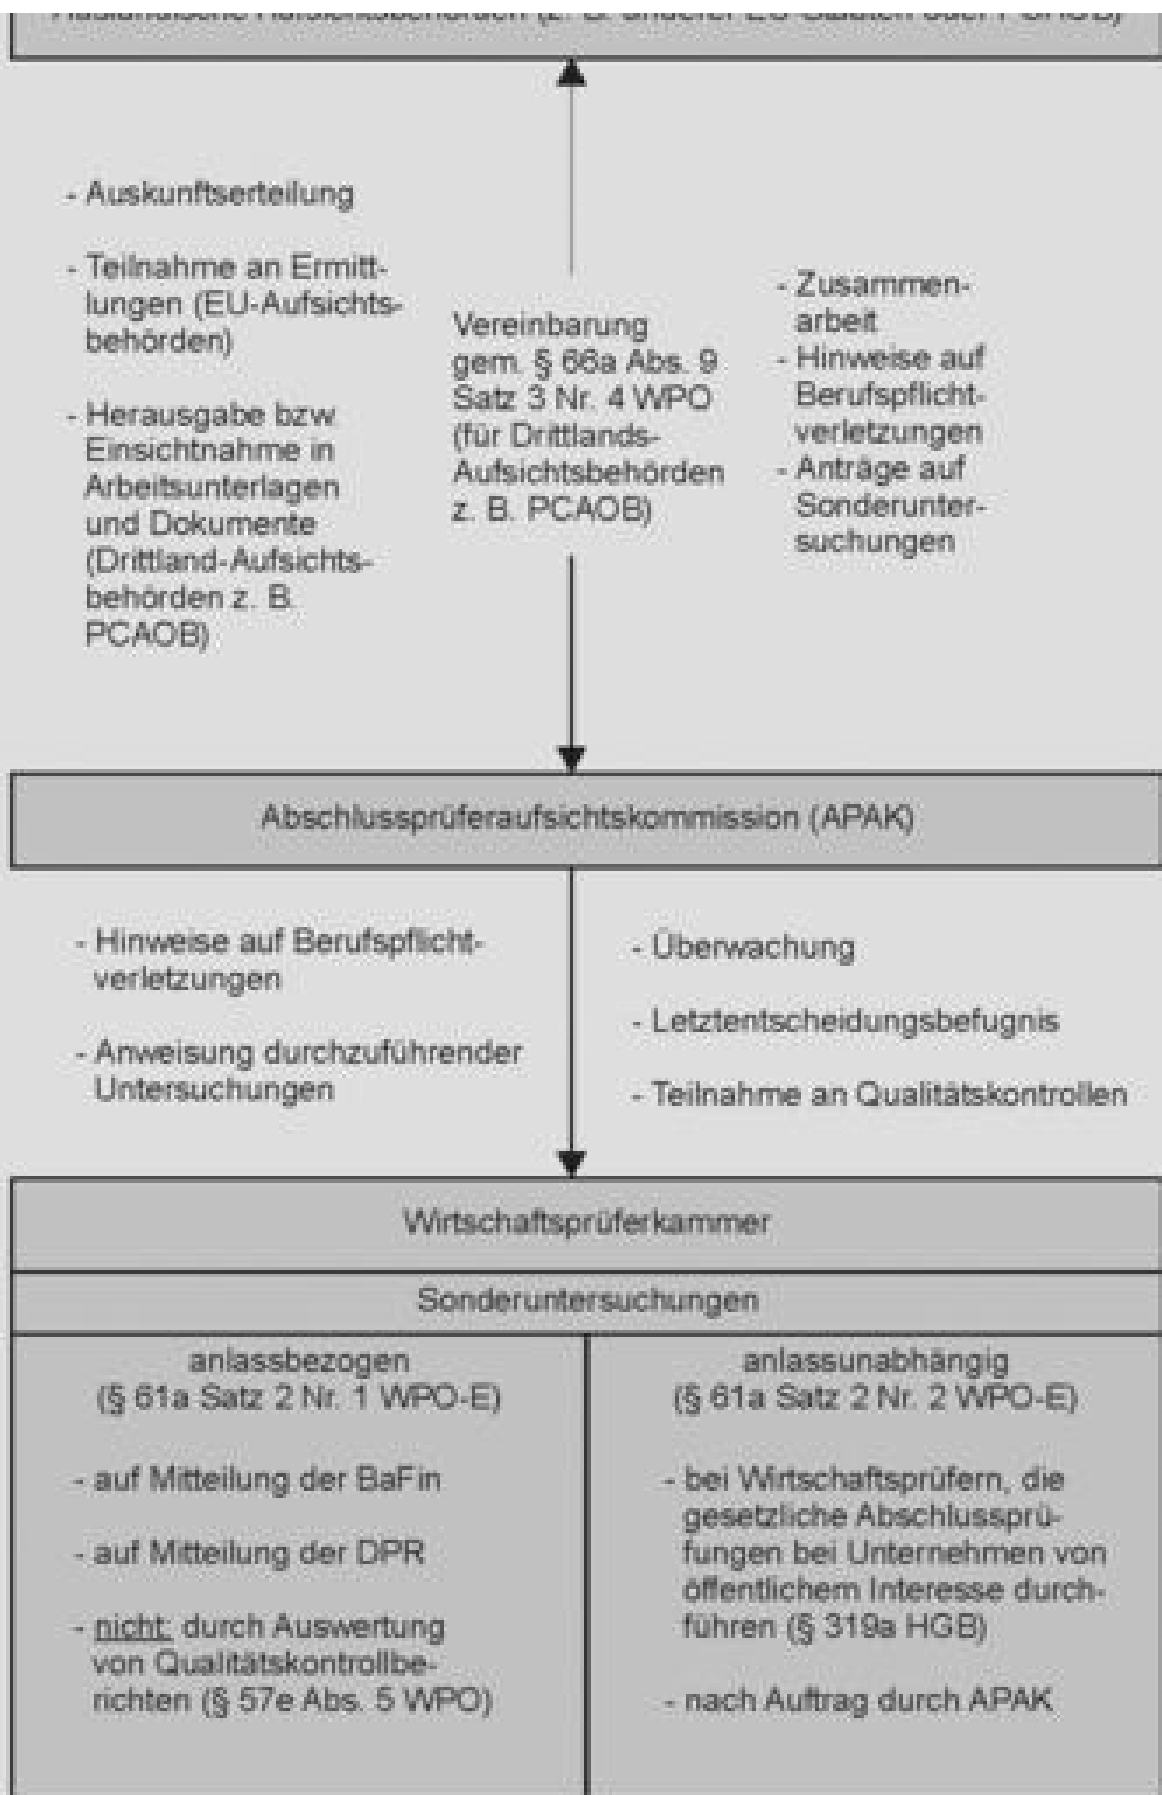 - Auskunftserteilung
- Teilnahme an Ermitt-
lungen (EU-Aufsichts-
behörden)
- Herausgabe bzw.
Einsichtnahme in
Arbeitsunterlagen
und Dokumente
(Drittland-Aufsichts-
behörden z. B.
PCAOB)
Vereinbarung
gem. § 66a Abs. 9
Satz 3 Nr. 4 WPO
(für Drittlands-
Aufsichtsbehörden
z. B. PCAOB)
- Zusammen-
arbeit
- Hinweise auf
Berufspflicht-
verletzungen
- Anträge auf
Sonderunter-
suchungen
Abschlussprüferaufsichtskommission (APAK)
- Hinweise auf Berufspflicht-
verletzungen
- Anweisung durchzuführender
Untersuchungen
- Überwachung
- Letztentscheidungsbefugnis
- Teilnahme an Qualitätskontrollen
Wirtschaftsprüferkammer
Sonderuntersuchungen
anlassbezogen
(§ 61a Satz 2 Nr. 1 WPO-E)
- auf Mitteilung der BaFin
- auf Mitteilung der DPR
- nicht: durch Auswertung
von Qualitätskontrollbe-
richten (§ 57e Abs. 5 WPO)
anlassunabhängig
(§ 61a Satz 2 Nr. 2 WPO-E)
- bei Wirtschaftsprüfern, die
gesetzliche Abschlussprü-
fungen bei Unternehmen von
öffentlichem Interesse durch-
führen (§ 319a HGB)
- nach Auftrag durch APAK